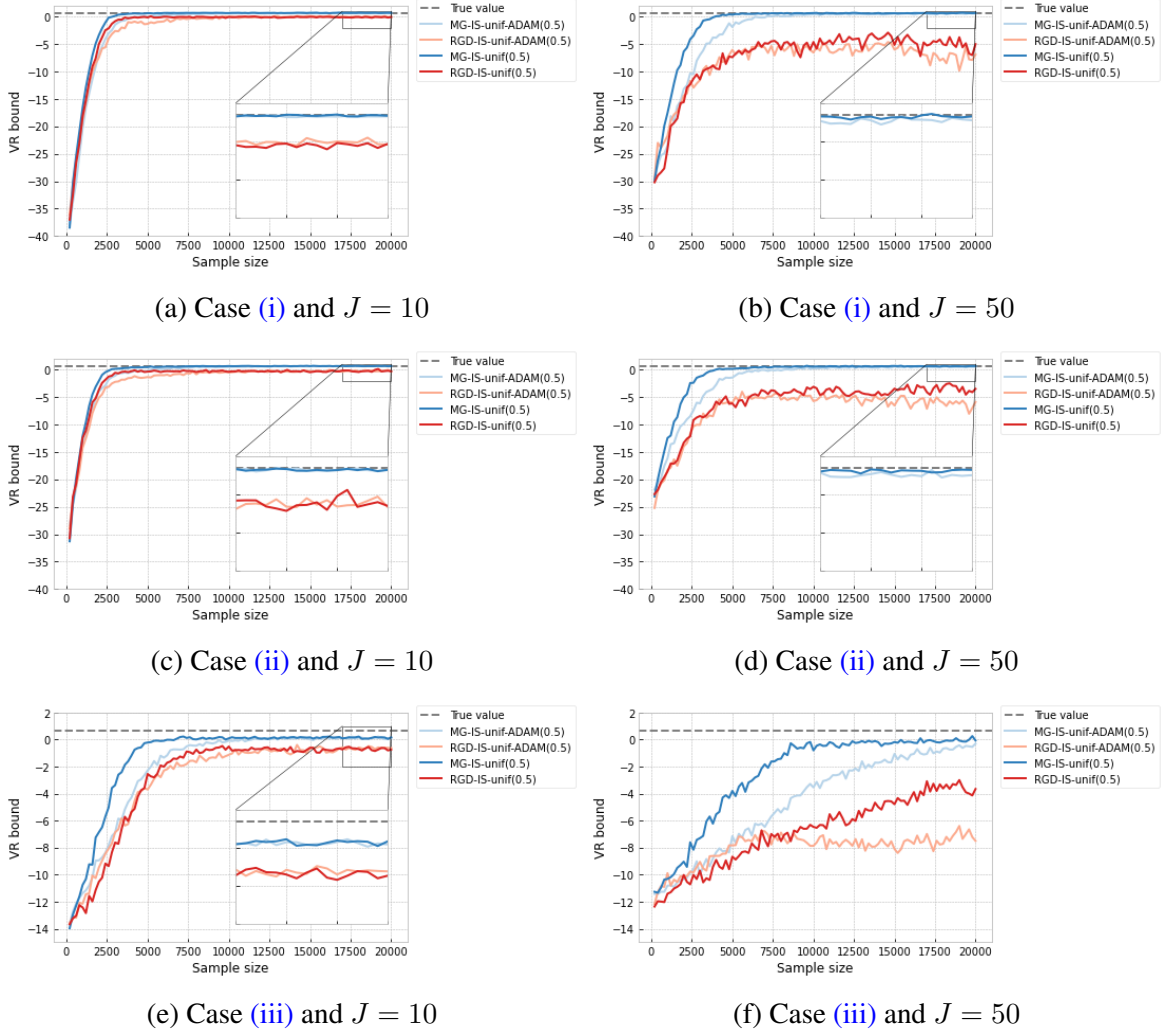 0
−5
−10
−15
−20
−25
−30
−35
−40
VR bound
0 2500 5000 7500 10000 12500 15000 17500 20000
Sample size
True value
MG-IS-unif-ADAM(0.5)
RGD-IS-unif-ADAM(0.5)
MG-IS-unif(0.5)
RGD-IS-unif(0.5)
(a) Case (i) and J = 10
0
−5
−10
−15
−20
−25
−30
−35
−40
VR bound
0 2500 5000 7500 10000 12500 15000 17500 20000
Sample size
True value
MG-IS-unif-ADAM(0.5)
RGD-IS-unif-ADAM(0.5)
MG-IS-unif(0.5)
RGD-IS-unif(0.5)
(b) Case (i) and J = 50
0
−5
−10
−15
−20
−25
−30
−35
−40
VR bound
0 2500 5000 7500 10000 12500 15000 17500 20000
Sample size
True value
MG-IS-unif-ADAM(0.5)
RGD-IS-unif-ADAM(0.5)
MG-IS-unif(0.5)
RGD-IS-unif(0.5)
(c) Case (ii) and J = 10
0
−5
−10
−15
−20
−25
−30
−35
−40
VR bound
0 2500 5000 7500 10000 12500 15000 17500 20000
Sample size
True value
MG-IS-unif-ADAM(0.5)
RGD-IS-unif-ADAM(0.5)
MG-IS-unif(0.5)
RGD-IS-unif(0.5)
(d) Case (ii) and J = 50
2
0
−2
−4
−6
−8
−10
−12
−14
VR bound
0 2500 5000 7500 10000 12500 15000 17500 20000
Sample size
True value
MG-IS-unif-ADAM(0.5)
RGD-IS-unif-ADAM(0.5)
MG-IS-unif(0.5)
RGD-IS-unif(0.5)
(e) Case (iii) and J = 10
2
0
−2
−4
−6
−8
−10
−12
−14
VR bound
0 2500 5000 7500 10000 12500 15000 17500 20000
Sample size
True value
MG-IS-unif-ADAM(0.5)
RGD-IS-unif-ADAM(0.5)
MG-IS-unif(0.5)
RGD-IS-unif(0.5)
(f) Case (iii) and J = 50